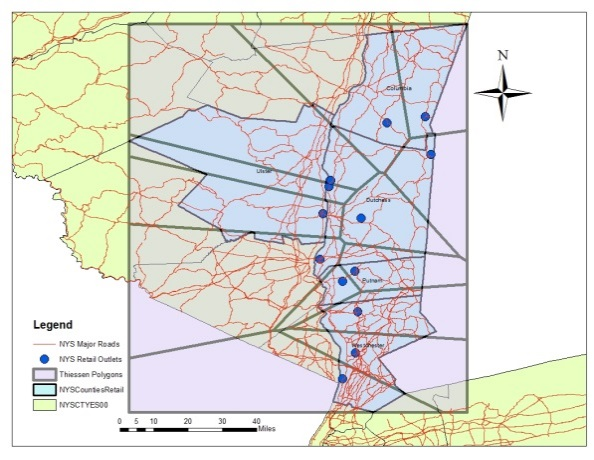 N
Columbia
Ulster
Dutchess
Putnam
Westchester
Legend
NYS Major Roads
NYS Retail Outlets
Thiessen Polygons
NYSCountiesRetail
NYSCTYES00
0 5 10 20 30 40
Miles